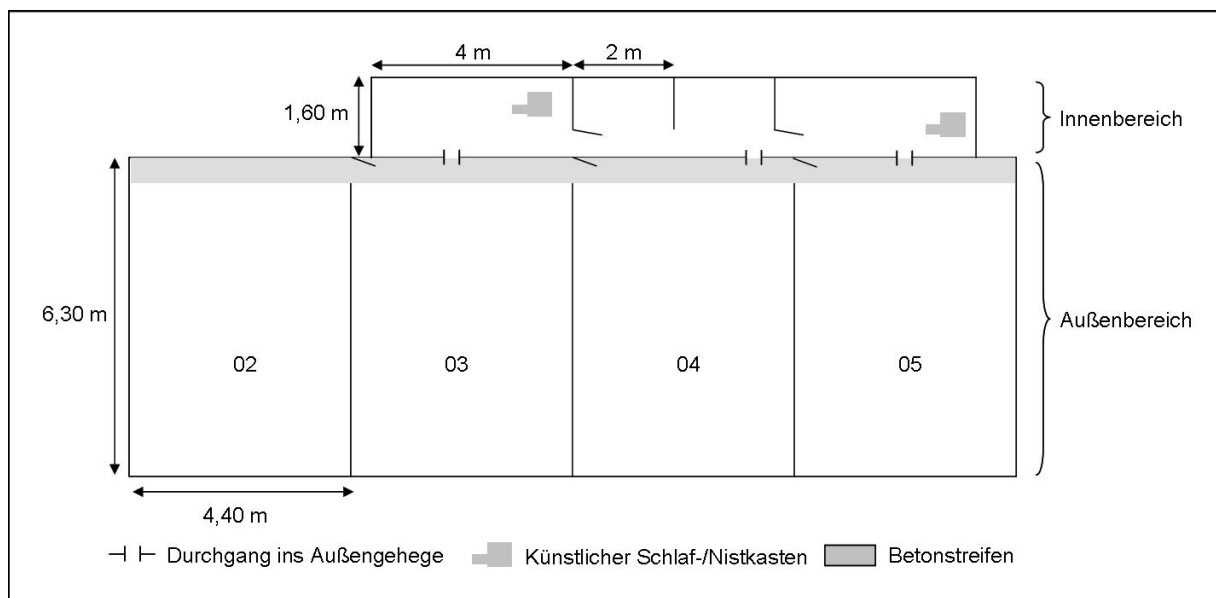 4 m
2 m
1,60 m
Innenbereich
6,30 m
02
03
04
05
Außenbereich
4,40 m
Durchgang ins Außengehege
Künstlicher Schlaf-/Nistkasten
Betonstreifen